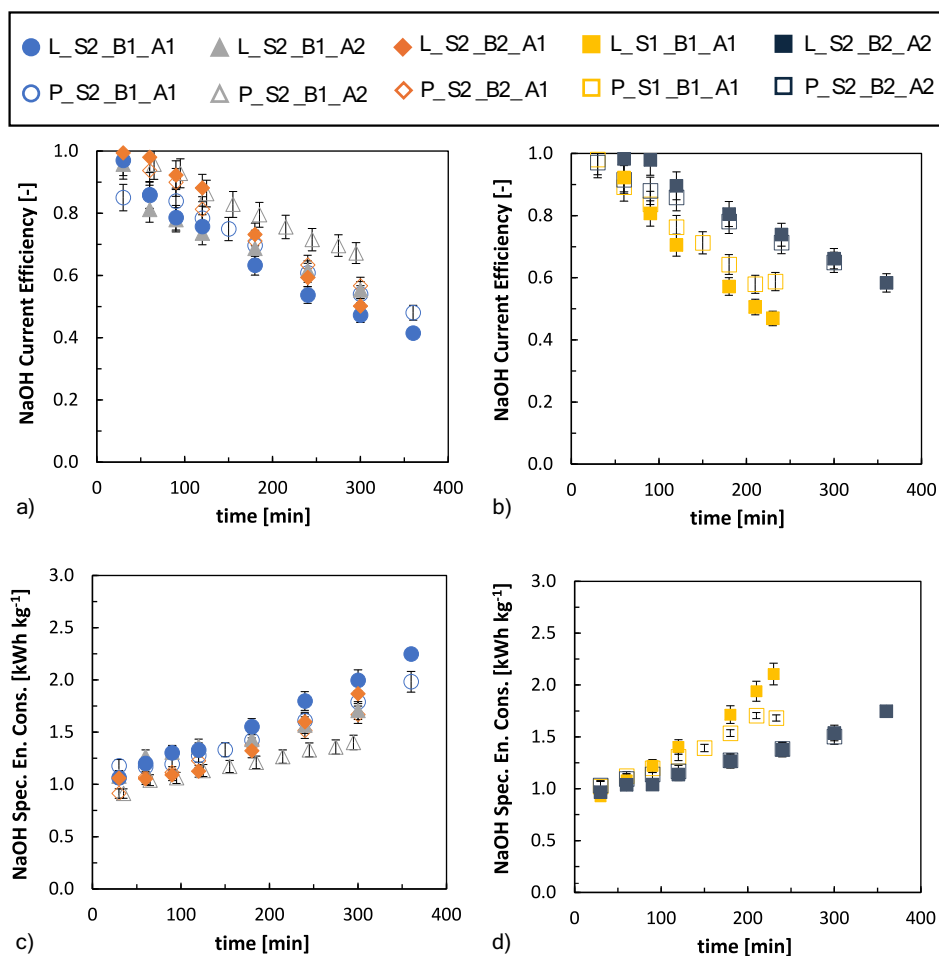 L_S2_B1_A1 L_S2_B1_A2 L_S2_B2_A1 L_S1_B1_A1 L_S2_B2_A2
P_S2_B1_A1 P_S2_B1_A2 P_S2_B2_A1 P_S1_B1_A1 P_S2_B2_A2
NaOH Current Efficiency [-]
1.0
0.8
0.6
0.4
0.2
0.0
0 100 200 300 400
time [min]
a)
NaOH Current Efficiency [-]
1.0
0.8
0.6
0.4
0.2
0.0
0 100 200 300 400
time [min]
b)
NaOH Spec. En. Cons. [kWh kg⁻¹]
3.0
2.5
2.0
1.5
1.0
0.5
0.0
0 100 200 300 400
time [min]
c)
NaOH Spec. En. Cons. [kWh kg⁻¹]
3.0
2.5
2.0
1.5
1.0
0.5
0.0
0 100 200 300 400
time [min]
d)